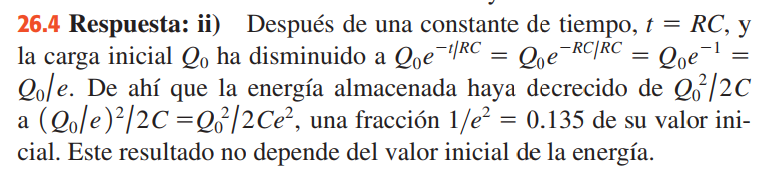 26.4 Respuesta: ii) Después de una constante de tiempo, t = RC, y
la carga inicial Q₀ ha disminuido a Q₀e^−t/RC = Q₀e^−RC/RC = Q₀e^−1 =
Q₀/e. De ahí que la energía almacenada haya decrecido de Q₀²/2C
a (Q₀/e)²/2C =Q₀²/2Ce², una fracción 1/e² = 0.135 de su valor ini-
cial. Este resultado no depende del valor inicial de la energía.